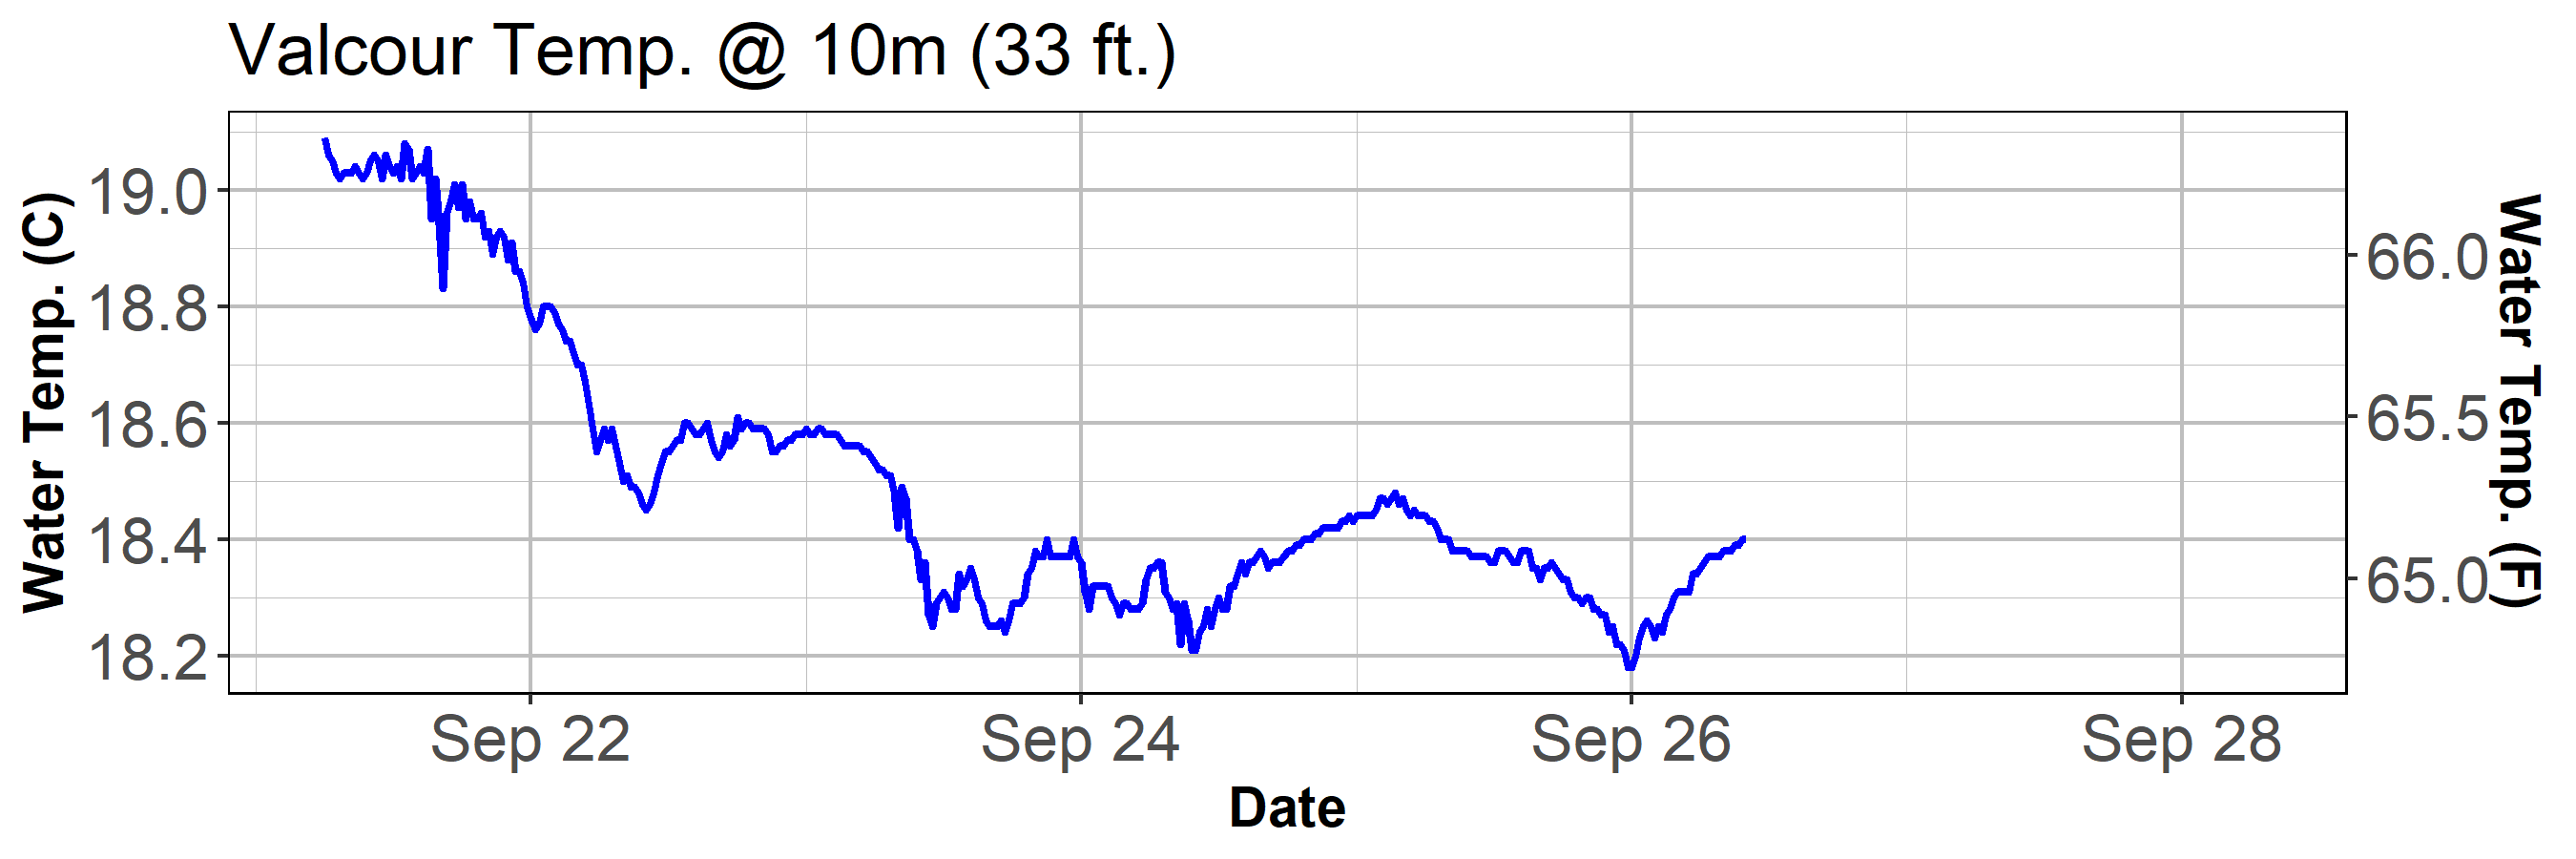 Valcour Temp. @ 10m (33 ft.)
Water Temp. (C)
19.0
18.8
18.6
18.4
18.2
66.0
65.5
65.0
Water Temp. (F)
Sep 22
Sep 24
Sep 26
Sep 28
Date